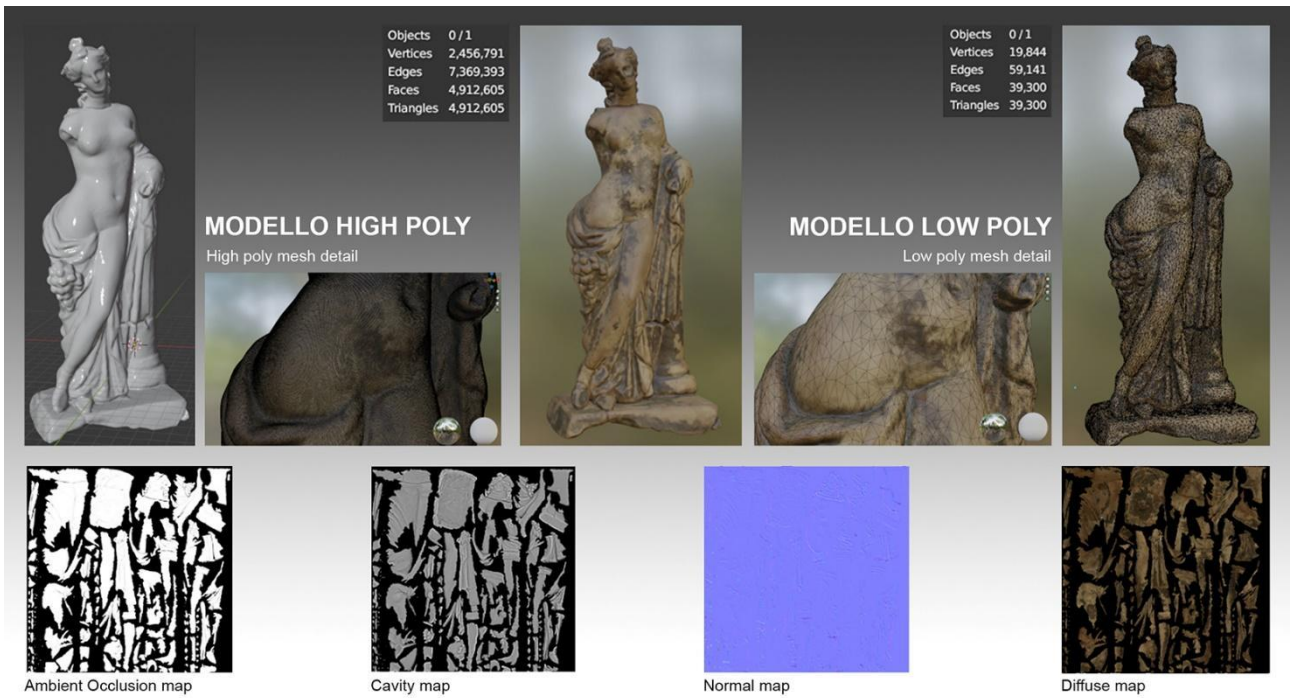 Objects 0 / 1
Vertices 2,456,791
Edges 7,369,393
Faces 4,912,605
Triangles 4,912,605
Objects 0 / 1
Vertices 19,844
Edges 59,141
Faces 39,300
Triangles 39,300
MODELLO HIGH POLY
High poly mesh detail
MODELLO LOW POLY
Low poly mesh detail
Ambient Occlusion map
Cavity map
Normal map
Diffuse map